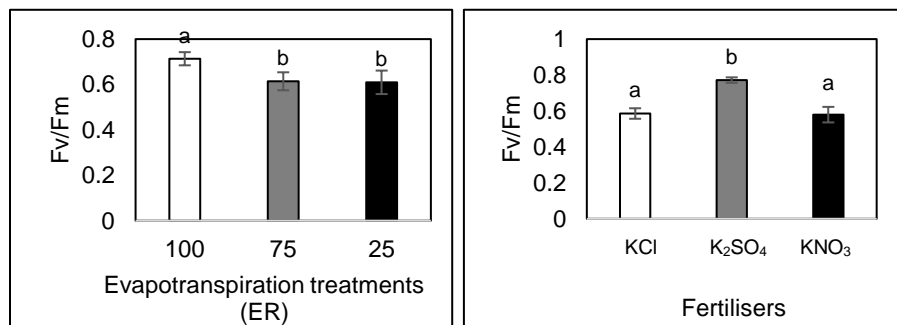 0.8
0.6
0.4
0.2
0
Fv/Fm
a
b
b
100
75
25
Evapotranspiration treatments
(ER)
1
0.8
0.6
0.4
0.2
0
Fv/Fm
a
b
a
KCl
K₂SO₄
KNO₃
Fertilisers